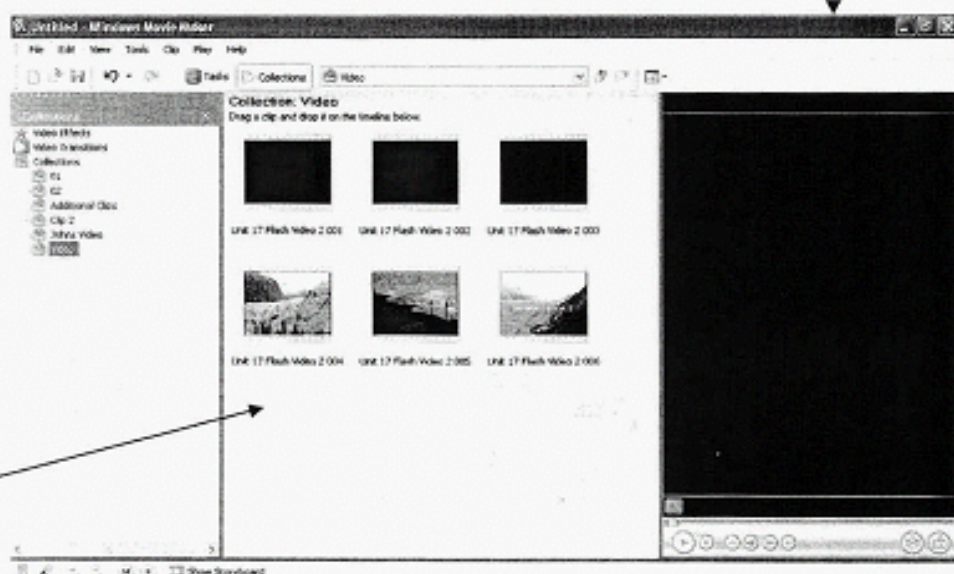 Untitled - Windows Movie Maker
File Edit View Tools Clip Play Help
Tasks Collections Video
Collections
Collection: Video
Drag a clip and drop it on the timeline below.
Video Effects
Video Transitions
Collections
01
02
Additional Clips
Clip 2
Johns Video
Video
Unit 17 Flash Video 2 001
Unit 17 Flash Video 2 002
Unit 17 Flash Video 2 003
Unit 17 Flash Video 2 004
Unit 17 Flash Video 2 005
Unit 17 Flash Video 2 006
Show Storyboard